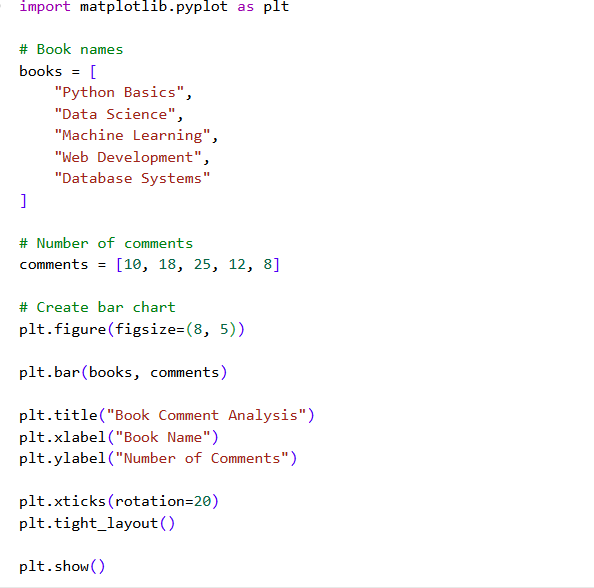 import matplotlib.pyplot as plt
# Book names
books = [
"Python Basics",
"Data Science",
"Machine Learning",
"Web Development",
"Database Systems"
]
# Number of comments
comments = [10, 18, 25, 12, 8]
# Create bar chart
plt.figure(figsize=(8, 5))
plt.bar(books, comments)
plt.title("Book Comment Analysis")
plt.xlabel("Book Name")
plt.ylabel("Number of Comments")
plt.xticks(rotation=20)
plt.tight_layout()
plt.show()